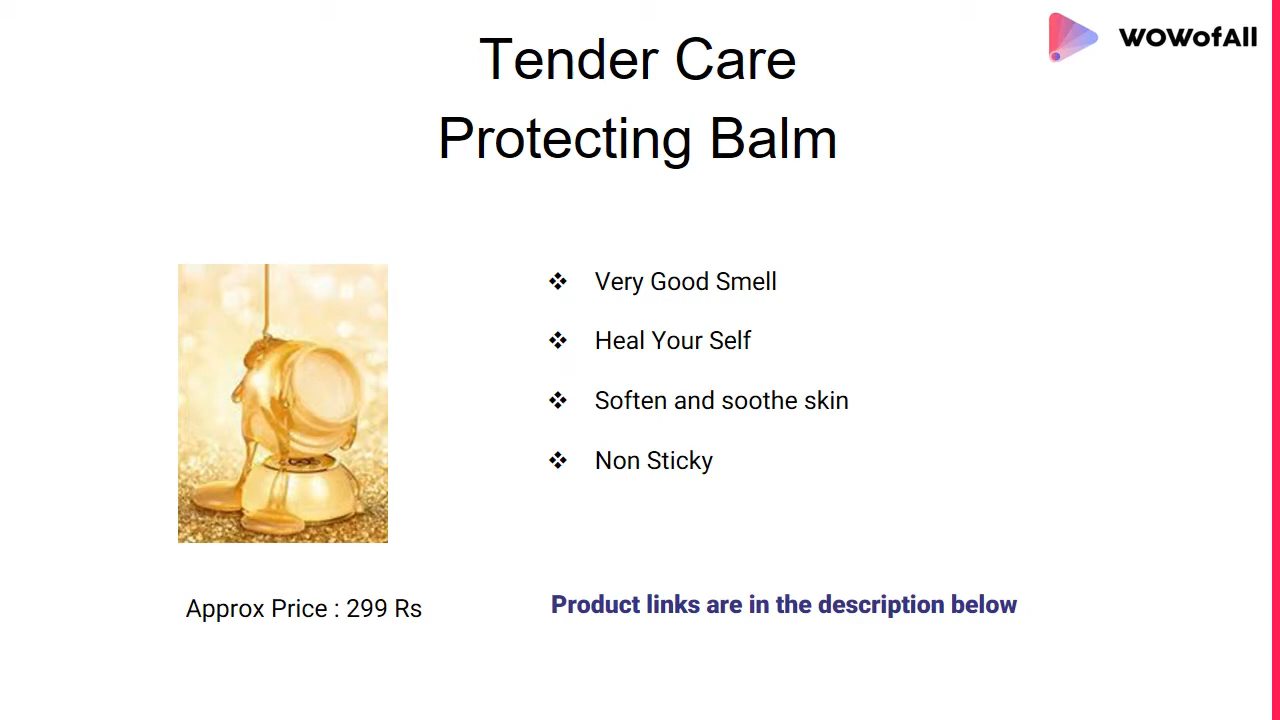 WOWofAll
Tender Care
Protecting Balm
Very Good Smell
Heal Your Self
Soften and soothe skin
Non Sticky
Approx Price : 299 Rs
Product links are in the description below